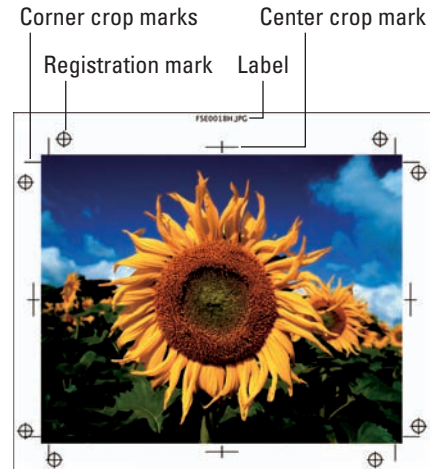 Corner crop marks
Center crop mark
Registration mark
Label
FSE0018H.JPG